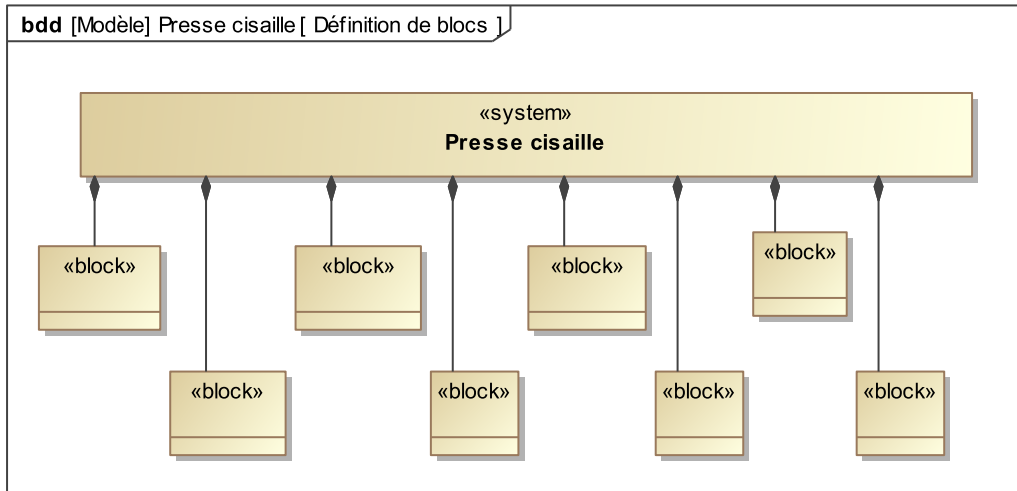 bdd [Modèle] Presse cisaille [ Définition de blocs ]
«system»
Presse cisaille
«block»
«block»
«block»
«block»
«block»
«block»
«block»
«block»